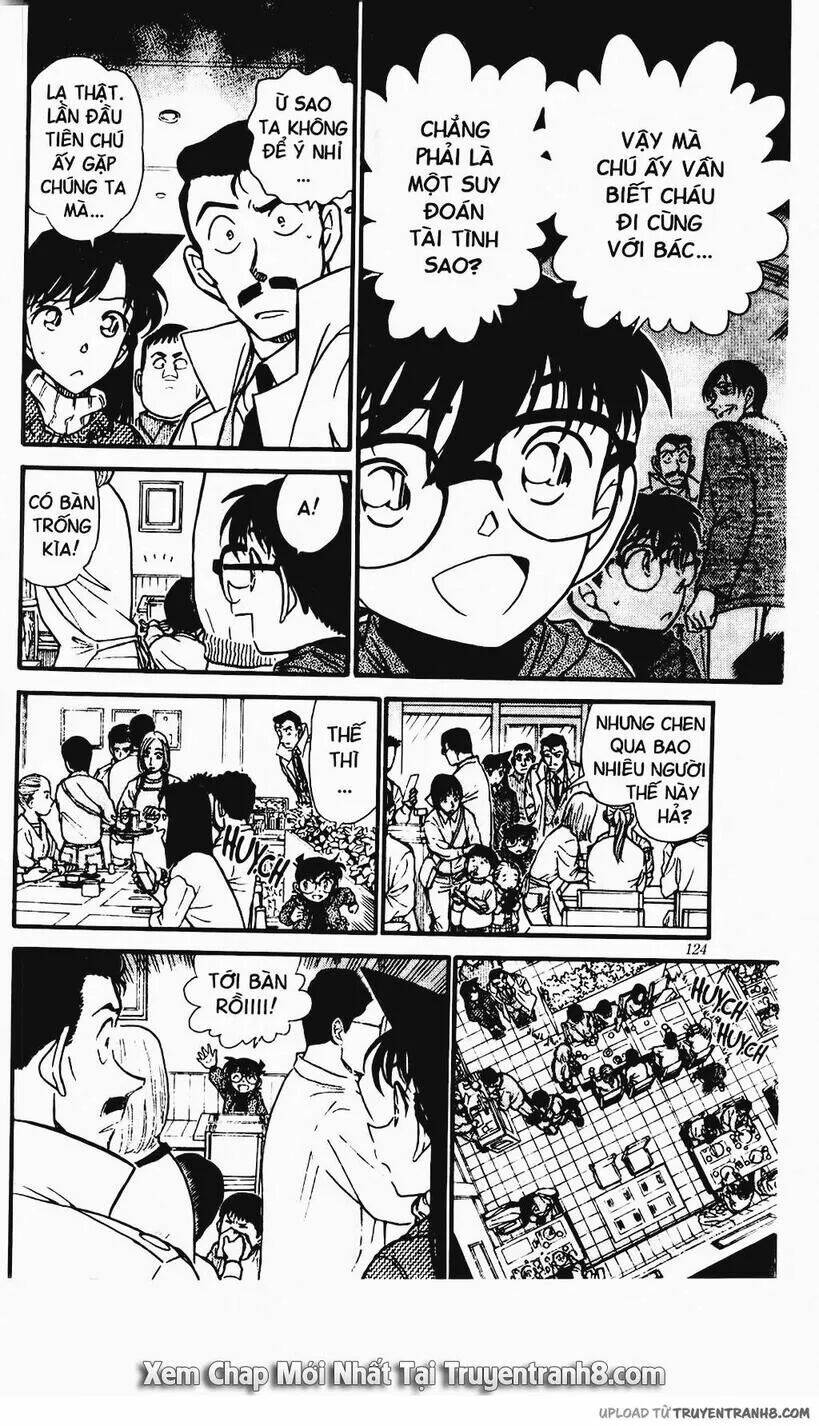 VẬY MÀ
CHÚ ẤY VẪN
BIẾT CHÁU
ĐI CÙNG
VỚI BÁC...
CHẲNG
PHẢI LÀ
MỘT SUY
ĐOÁN
TÀI TÌNH
SAO?
Ừ SAO
TA KHÔNG
ĐỂ Ý NHỈ
...
LẠ THẬT.
LẦN ĐẦU
TIÊN CHÚ
ẤY GẶP
CHÚNG TA
MÀ...
A!
CÓ BÀN
TRỐNG
KÌA!
NHƯNG CHEN
QUA BAO
NHIÊU NGƯỜI
THẾ NÀY
HẢ?
THẾ
THÌ
...
HUỴCH
124
HUỴCH
HUỴCH
TỚI BÀN
RỒIIII!
Xem Chap Mới Nhất Tại Truyentranh8.com
UPLOAD TỪ TRUYENTRANH8.COM